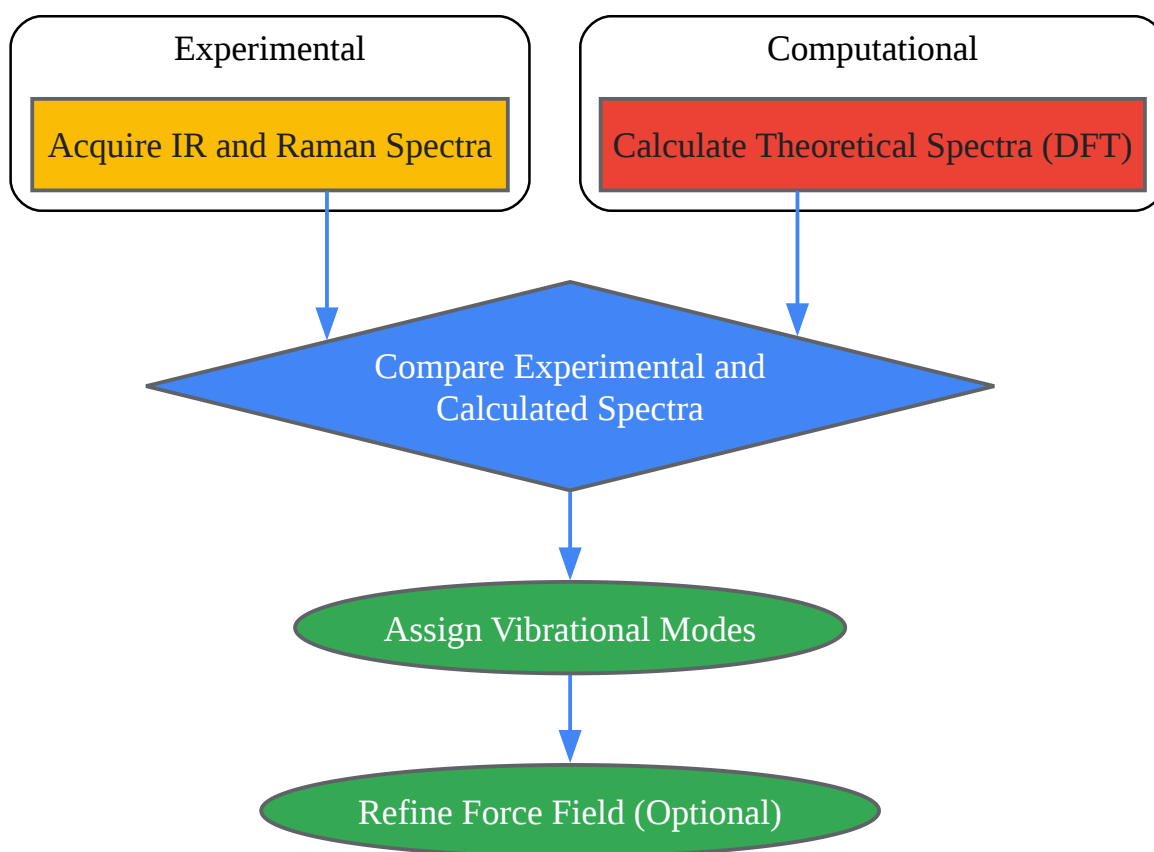 Experimental
Computational
Acquire IR and Raman Spectra
Calculate Theoretical Spectra (DFT)
Compare Experimental and
Calculated Spectra
Assign Vibrational Modes
Refine Force Field (Optional)